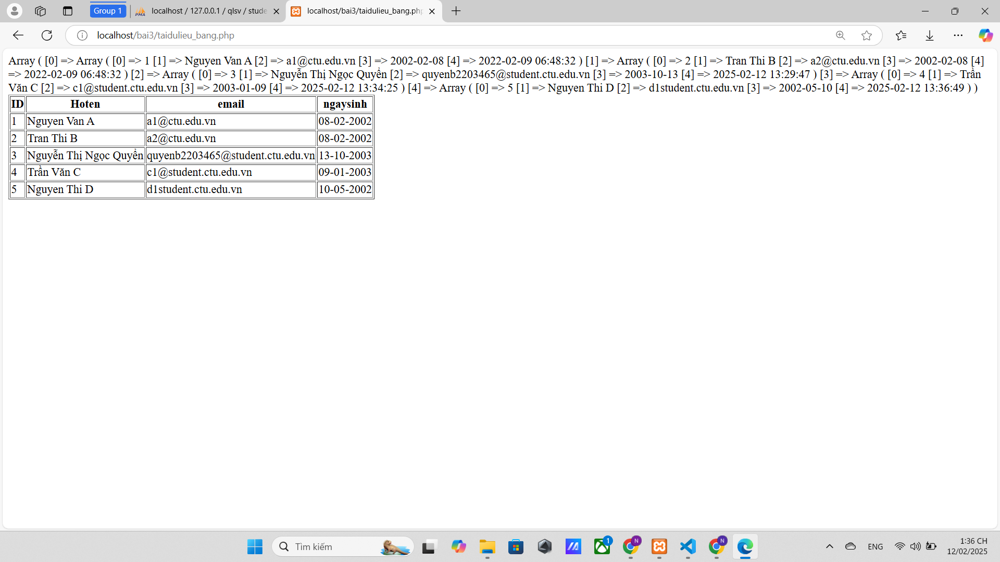 Group 1
localhost / 127.0.0.1 / qlsv / stude
localhost/bai3/taidulieu_bang.php
localhost/bai3/taidulieu_bang.php
Array ( [0] => Array ( [0] => 1 [1] => Nguyen Van A [2] => a1@ctu.edu.vn [3] => 2002-02-08 [4] => 2022-02-09 06:48:32 ) [1] => Array ( [0] => 2 [1] => Tran Thi B [2] => a2@ctu.edu.vn [3] => 2002-02-08 [4]
=> 2022-02-09 06:48:32 ) [2] => Array ( [0] => 3 [1] => Nguyễn Thị Ngọc Quyển [2] => quyenb2203465@student.ctu.edu.vn [3] => 2003-10-13 [4] => 2025-02-12 13:29:47 ) [3] => Array ( [0] => 4 [1] => Trần
Văn C [2] => c1@student.ctu.edu.vn [3] => 2003-01-09 [4] => 2025-02-12 13:34:25 ) [4] => Array ( [0] => 5 [1] => Nguyen Thi D [2] => d1student.ctu.edu.vn [3] => 2002-05-10 [4] => 2025-02-12 13:36:49 ) )
ID Hoten email ngaysinh
1 Nguyen Van A a1@ctu.edu.vn 08-02-2002
2 Tran Thi B a2@ctu.edu.vn 08-02-2002
3 Nguyễn Thị Ngọc Quyển quyenb2203465@student.ctu.edu.vn 13-10-2003
4 Trần Văn C c1@student.ctu.edu.vn 09-01-2003
5 Nguyen Thi D d1student.ctu.edu.vn 10-05-2002
Tìm kiếm
1
N
N
ENG
1:36 CH
12/02/2025